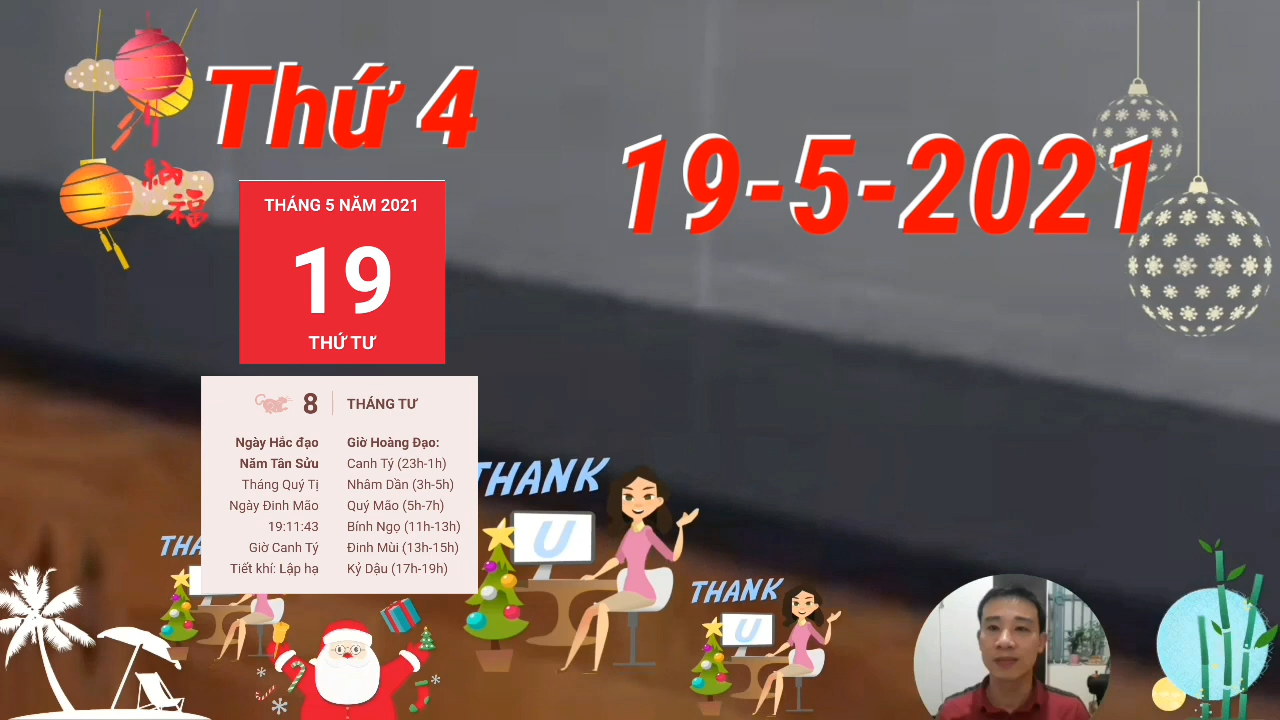 Thứ 4
19-5-2021
納
福
THÁNG 5 NĂM 2021
19
THỨ TƯ
8 THÁNG TƯ
Ngày Hắc đạo
Năm Tân Sửu
Tháng Quý Tị
Ngày Đinh Mão
19:11:43
Giờ Canh Tý
Tiết khí: Lập hạ
Giờ Hoàng Đạo:
Canh Tý (23h-1h)
Nhâm Dần (3h-5h)
Quý Mão (5h-7h)
Bính Ngọ (11h-13h)
Đinh Mùi (13h-15h)
Kỷ Dậu (17h-19h)
THANK
U
THA
THANK
U